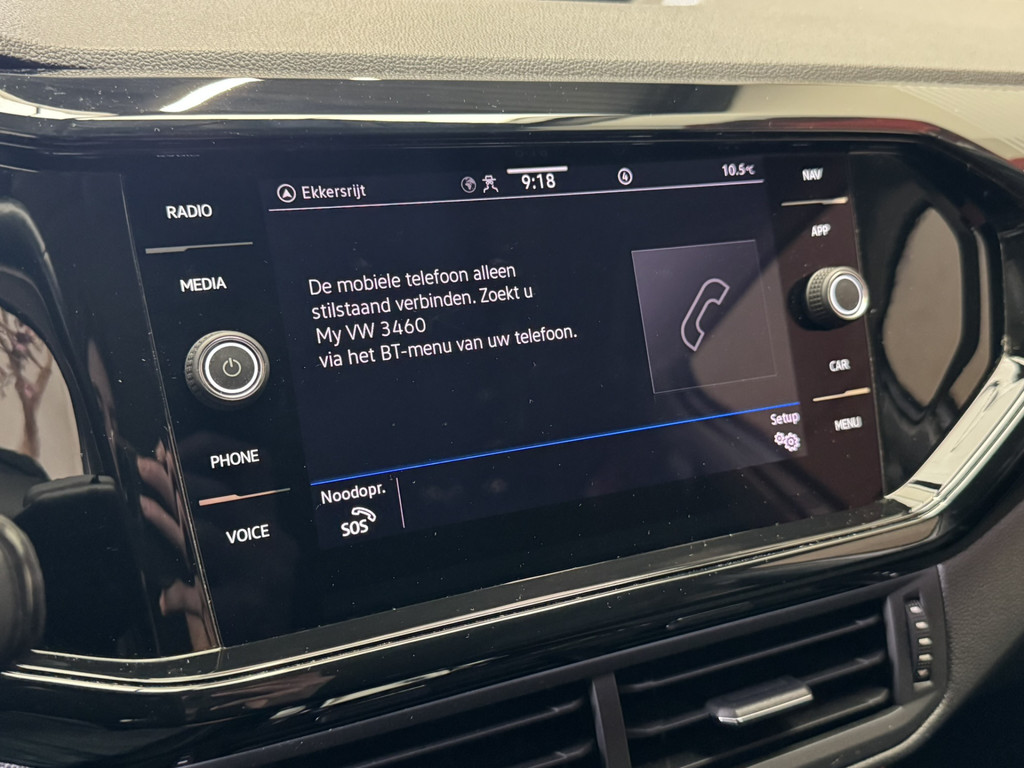 RADIO
MEDIA
PHONE
VOICE
Ekkersrijt
9:18
4
10.5°C
De mobiele telefoon alleen
stilstaand verbinden. Zoekt u
My VW 3460
via het BT-menu van uw telefoon.
Setup
Noodopr.
SOS
NAV
APP
CAR
MENU